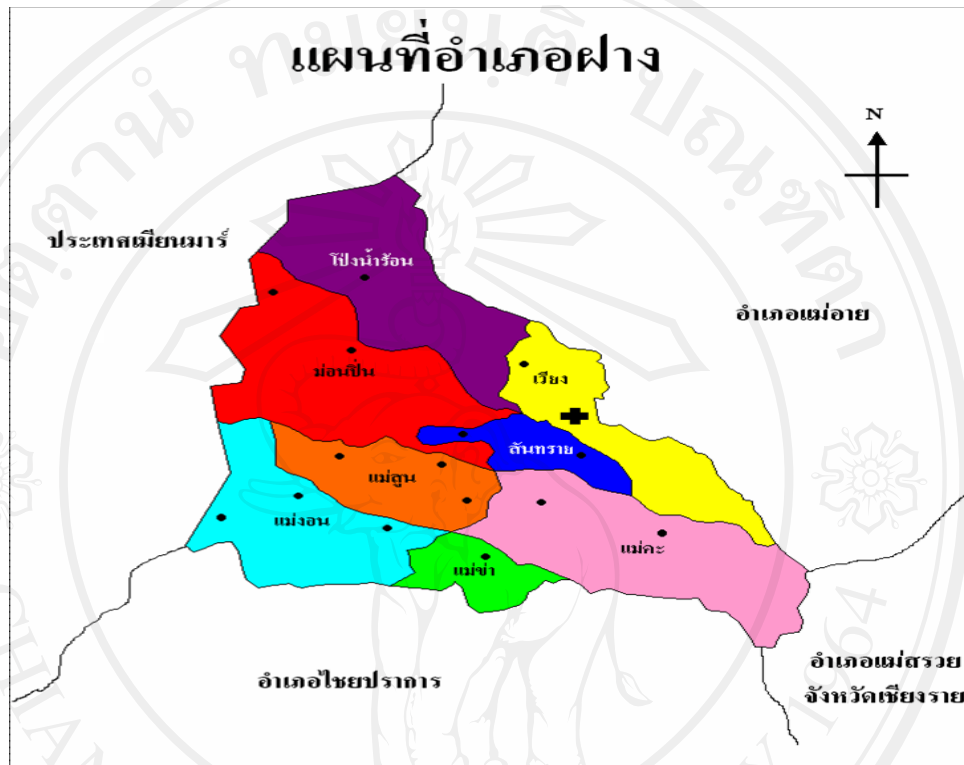 แผนที่อำเภอฝาง
N
ประเทศเมียนมาร์
โป่งน้ำร้อน
อำเภอแม่อาย
ม่อนปิ่น
เวียง
สันทราย
แม่สูน
แม่งอน
แม่คะ
แม่ข่า
อำเภอไชยปราการ
อำเภอแม่สรวย
จังหวัดเชียงราย
1964